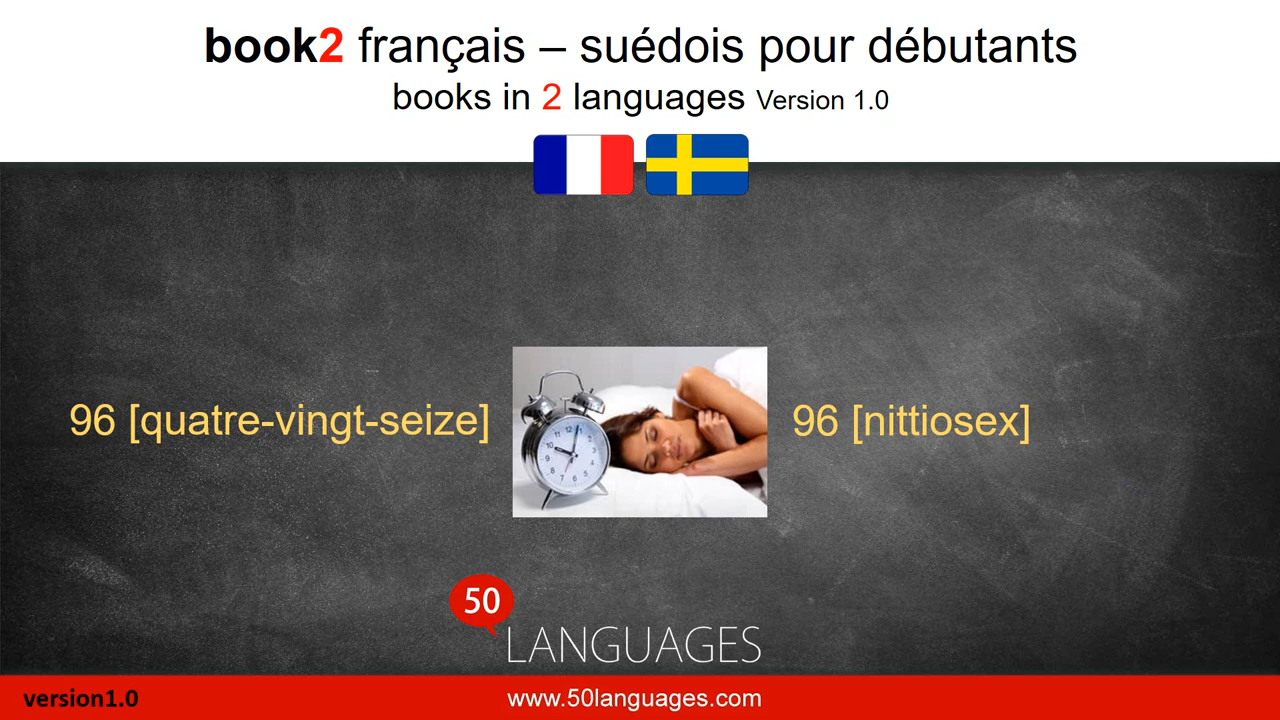 book2 français – suédois pour débutants
books in 2 languages Version 1.0
96 [quatre-vingt-seize]
96 [nittiosex]
50
LANGUAGES
version1.0
www.50languages.com